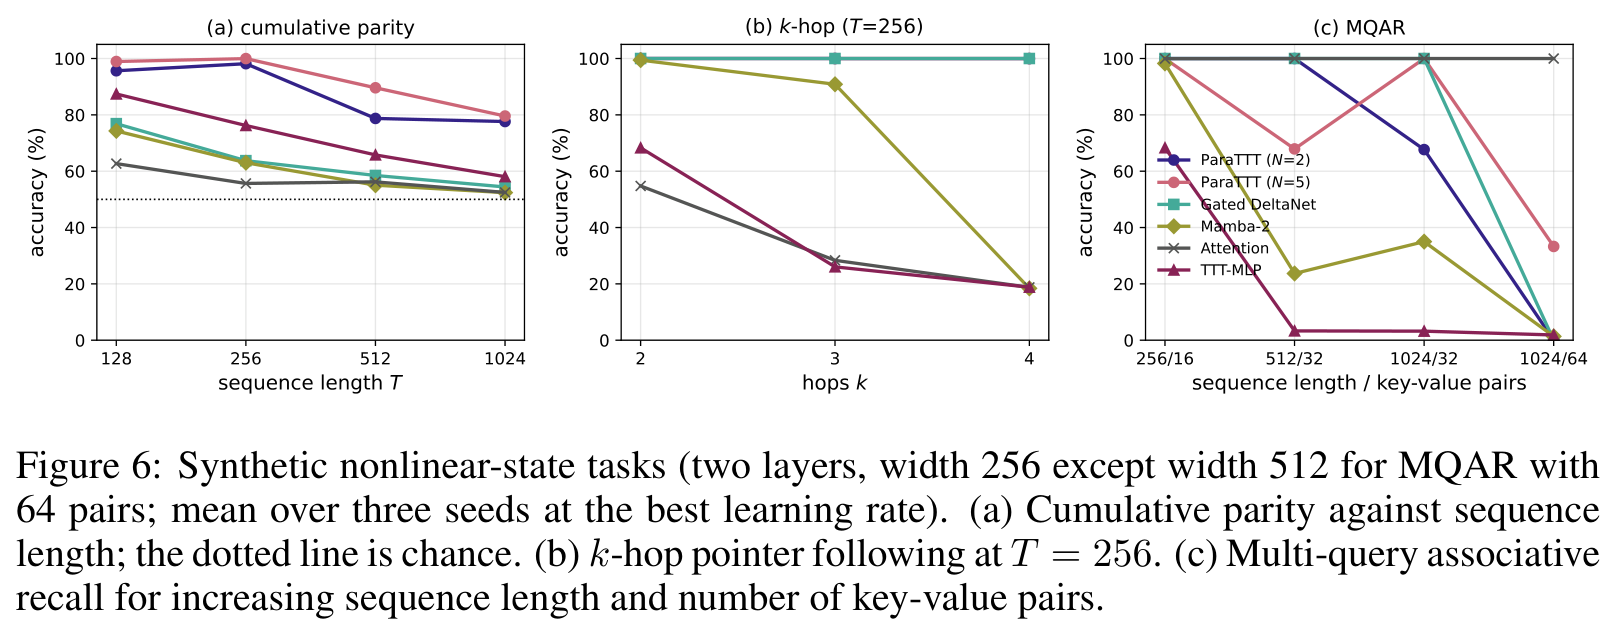 (a) cumulative parity
100
80
60
40
20
0
accuracy (%)
128 256 512 1024
sequence length T
(b) k-hop (T=256)
100
80
60
40
20
0
accuracy (%)
2 3 4
hops k
(c) MQAR
100
80
60
40
20
0
accuracy (%)
ParaTTT (N=2)
ParaTTT (N=5)
Gated DeltaNet
Mamba-2
Attention
TTT-MLP
256/16 512/32 1024/32 1024/64
sequence length / key-value pairs
Figure 6: Synthetic nonlinear-state tasks (two layers, width 256 except width 512 for MQAR with
64 pairs; mean over three seeds at the best learning rate). (a) Cumulative parity against sequence
length; the dotted line is chance. (b) k-hop pointer following at T = 256. (c) Multi-query associative
recall for increasing sequence length and number of key-value pairs.